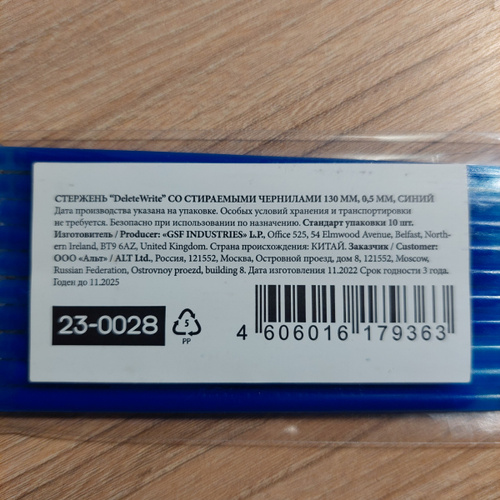 СТЕРЖЕНЬ "DeleteWrite" СО СТИРАЕМЫМИ ЧЕРНИЛАМИ 130 ММ, 0,5 ММ, СИНИЙ
Дата производства указана на упаковке. Особых условий хранения и транспортировки
не требуется. Безопасно при использовании по назначению. Стандарт упаковки 10 шт.
Изготовитель / Producer: «GSF INDUSTRIES» L.P., Office 525, 54 Elmwood Avenue, Belfast, North-
ern Ireland, BT9 6AZ, United Kingdom. Страна происхождения: КИТАЙ. Заказчик / Customer:
ООО «Альт» / ALT Ltd., Россия, 121552, Москва, Островной проезд, дом 8, 121552, Moscow,
Russian Federation, Ostrovnoy proezd, building 8. Дата изготовления 11.2022 Срок годности 3 года.
Годен до 11.2025
23-0028
5
PP
4 606016 179363